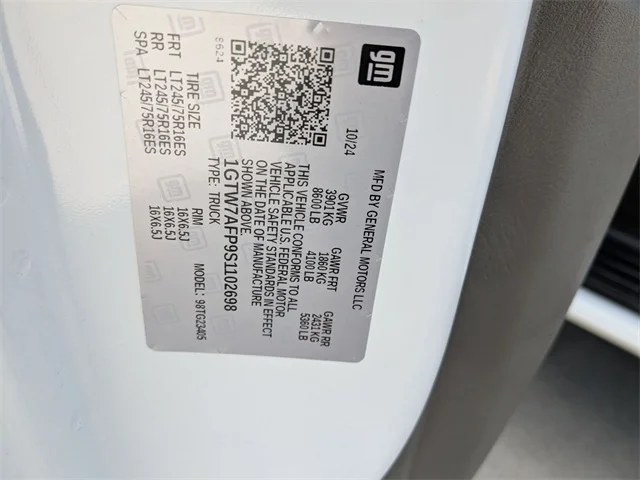 gm
MFD BY GENERAL MOTORS LLC
10/24
GVWR GAWR FRT GAWR RR
3901 KG 1860 KG 2431 KG
8600 LB 4100 LB 5360 LB
THIS VEHICLE CONFORMS TO ALL
APPLICABLE U.S. FEDERAL MOTOR
VEHICLE SAFETY STANDARDS IN EFFECT
ON THE DATE OF MANUFACTURE
SHOWN ABOVE.
1GTW7AFP9S1102698
8624
TYPE: TRUCK MODEL: 98TG23405
TIRE SIZE RIM
FRT LT245/75R16ES 16X6.5J
RR LT245/75R16ES 16X6.5J
SPA LT245/75R16ES 16X6.5J